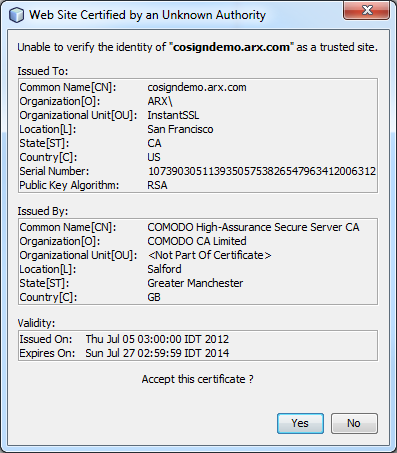 Web Site Certified by an Unknown Authority
Unable to verify the identity of "cosigndemo.arx.com" as a trusted site.
Issued To:
Common Name[CN]: cosigndemo.arx.com
Organization[O]: ARX\
Organizational Unit[OU]: InstantSSL
Location[L]: San Francisco
State[ST]: CA
Country[C]: US
Serial Number: 10739030511393505753826547963412006312
Public Key Algorithm: RSA
Issued By:
Common Name[CN]: COMODO High-Assurance Secure Server CA
Organization[O]: COMODO CA Limited
Organizational Unit[OU]: <Not Part Of Certificate>
Location[L]: Salford
State[ST]: Greater Manchester
Country[C]: GB
Validity:
Issued On: Thu Jul 05 03:00:00 IDT 2012
Expires On: Sun Jul 27 02:59:59 IDT 2014
Accept this certificate ?
Yes No